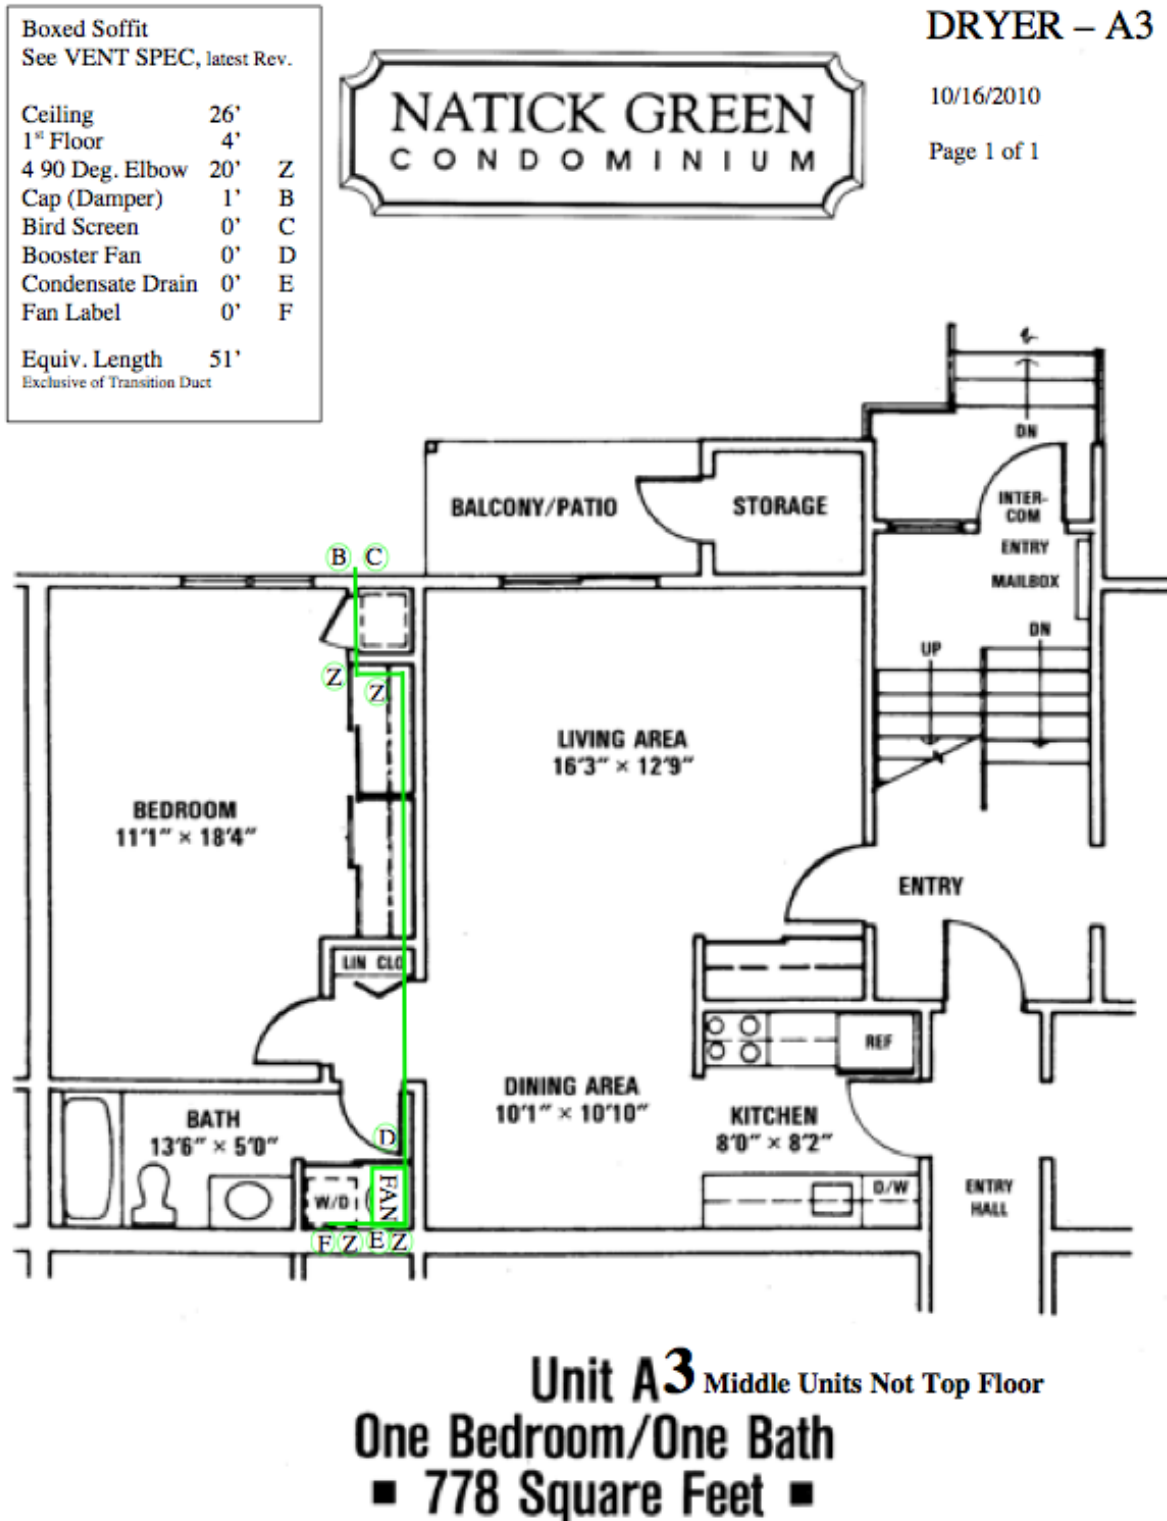 Boxed Soffit
See VENT SPEC, latest Rev.
Ceiling 26'
1st Floor 4'
4 90 Deg. Elbow 20' Z
Cap (Damper) 1' B
Bird Screen 0' C
Booster Fan 0' D
Condensate Drain 0' E
Fan Label 0' F
Equiv. Length 51'
Exclusive of Transition Duct
NATICK GREEN
CONDOMINIUM
DRYER – A3
10/16/2010
Page 1 of 1
DN
BALCONY/PATIO
STORAGE
INTER-
COM
ENTRY
MAILBOX
B C
UP
DN
Z
Z
LIVING AREA
16'3" × 12'9"
BEDROOM
11'1" × 18'4"
ENTRY
LIN CLO
REF
DINING AREA
10'1" × 10'10"
KITCHEN
8'0" × 8'2"
BATH
13'6" × 5'0"
D
W/D
FAN
D/W
ENTRY
HALL
F Z E Z
Unit A3 Middle Units Not Top Floor
One Bedroom/One Bath
▪ 778 Square Feet ▪